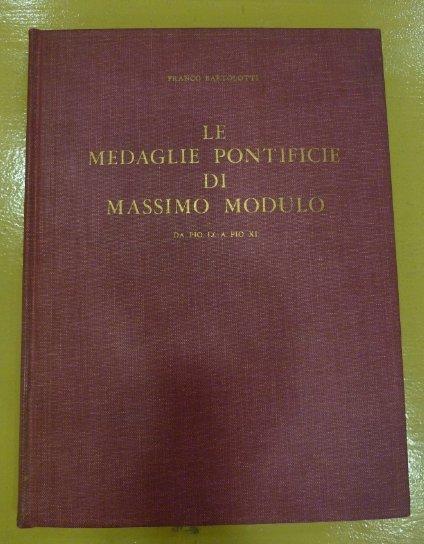 FRANCO BARTOLOTTI
LE
MEDAGLIE PONTIFICIE
DI
MASSIMO MODULO
DA PIO IX A PIO XI